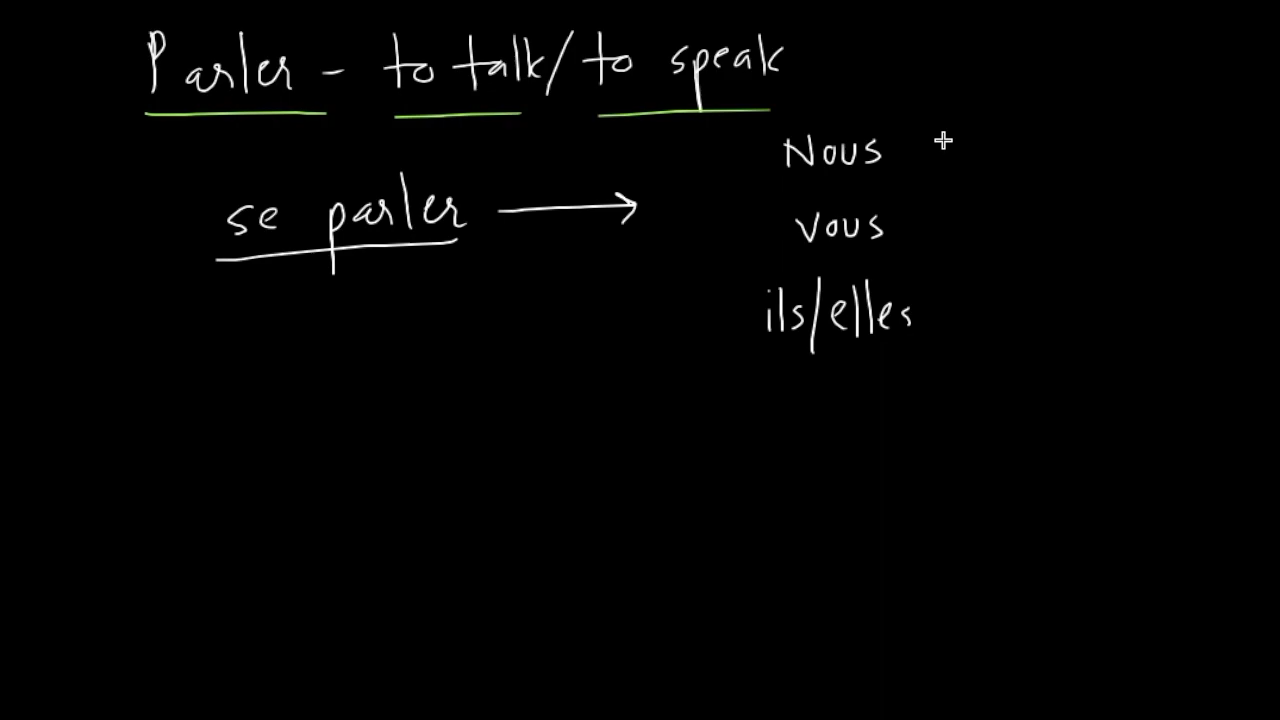 Parler - to talk/to speak
se parler →
Nous
vous
ils/elles